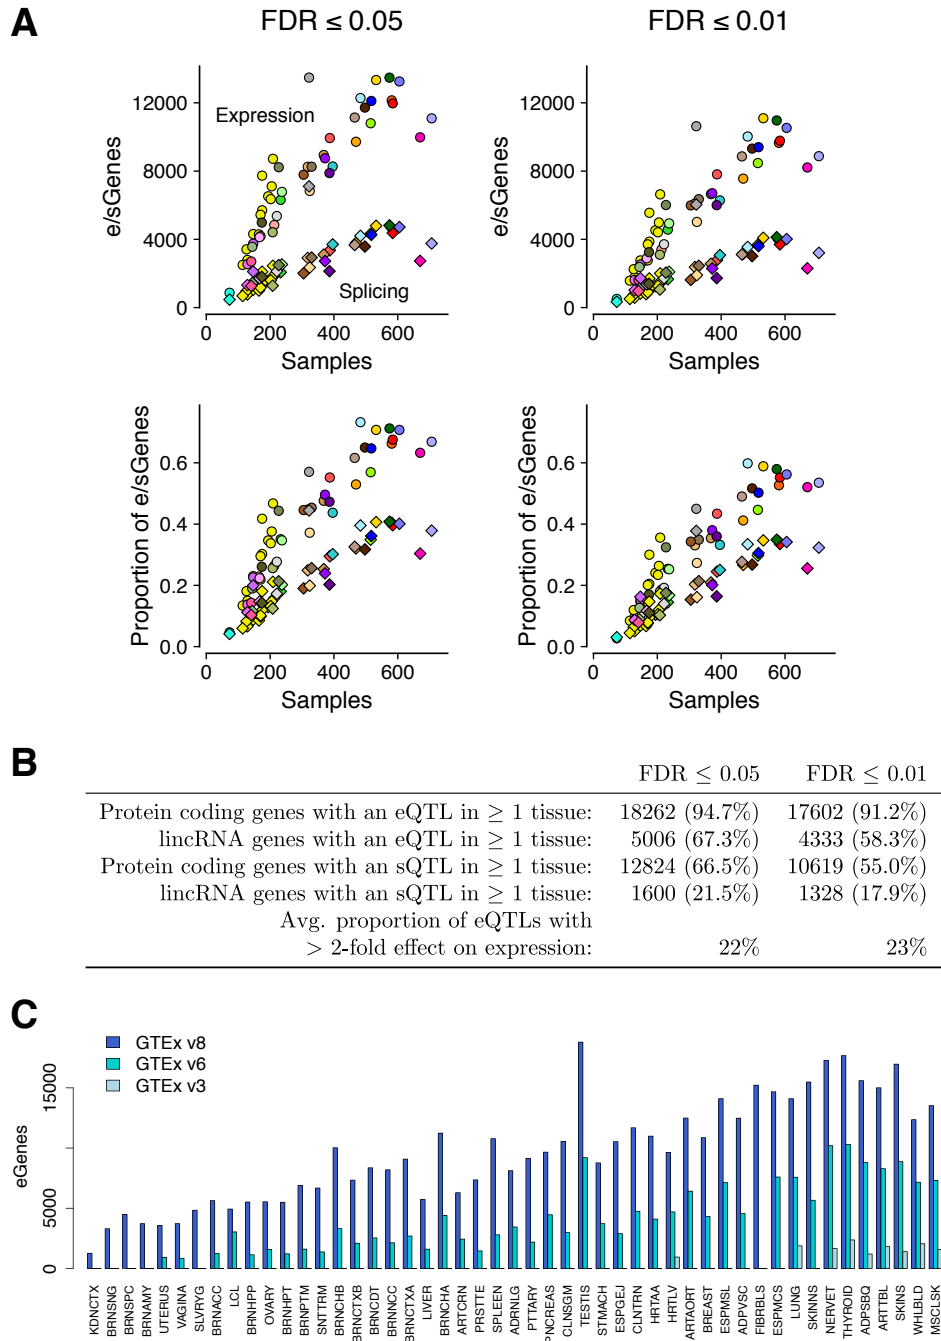 A
FDR ≤ 0.05
FDR ≤ 0.01
e/sGenes
12000
8000
4000
0
Expression
Splicing
0 200 400 600
Samples
e/sGenes
12000
8000
4000
0
0 200 400 600
Samples
Proportion of e/sGenes
0.6
0.4
0.2
0.0
0 200 400 600
Samples
Proportion of e/sGenes
0.6
0.4
0.2
0.0
0 200 400 600
Samples
B
FDR ≤ 0.05 FDR ≤ 0.01
Protein coding genes with an eQTL in ≥ 1 tissue: 18262 (94.7%) 17602 (91.2%)
lincRNA genes with an eQTL in ≥ 1 tissue: 5006 (67.3%) 4333 (58.3%)
Protein coding genes with an sQTL in ≥ 1 tissue: 12824 (66.5%) 10619 (55.0%)
lincRNA genes with an sQTL in ≥ 1 tissue: 1600 (21.5%) 1328 (17.9%)
Avg. proportion of eQTLs with
> 2-fold effect on expression: 22% 23%
C
GTEx v8
GTEx v6
GTEx v3
eGenes
15000
5000
0
KDNCTX
BRNSNG
BRNSPC
BRNAMY
UTERUS
VAGINA
SLVRYG
BRNACC
LCL
BRNHPP
OVARY
BRNHPT
BRNPTM
SNTTRM
BRNCHB
BRNCTXB
BRNCDT
BRNNCC
BRNCTXA
LIVER
BRNCHA
ARTCRN
PRSTTE
SPLEEN
ADRNLG
PTTARY
PNCREAS
CLNSGM
TESTIS
STMACH
ESPGEJ
CLNTRN
HRTAA
HRTLV
ARTAORT
BREAST
ESPMSL
ADPVSC
FIBRBLS
ESPMCS
LUNG
SKINNS
NERVET
THYROID
ADPSBQ
ARTTBL
SKINS
WHLBLD
MSCLSK